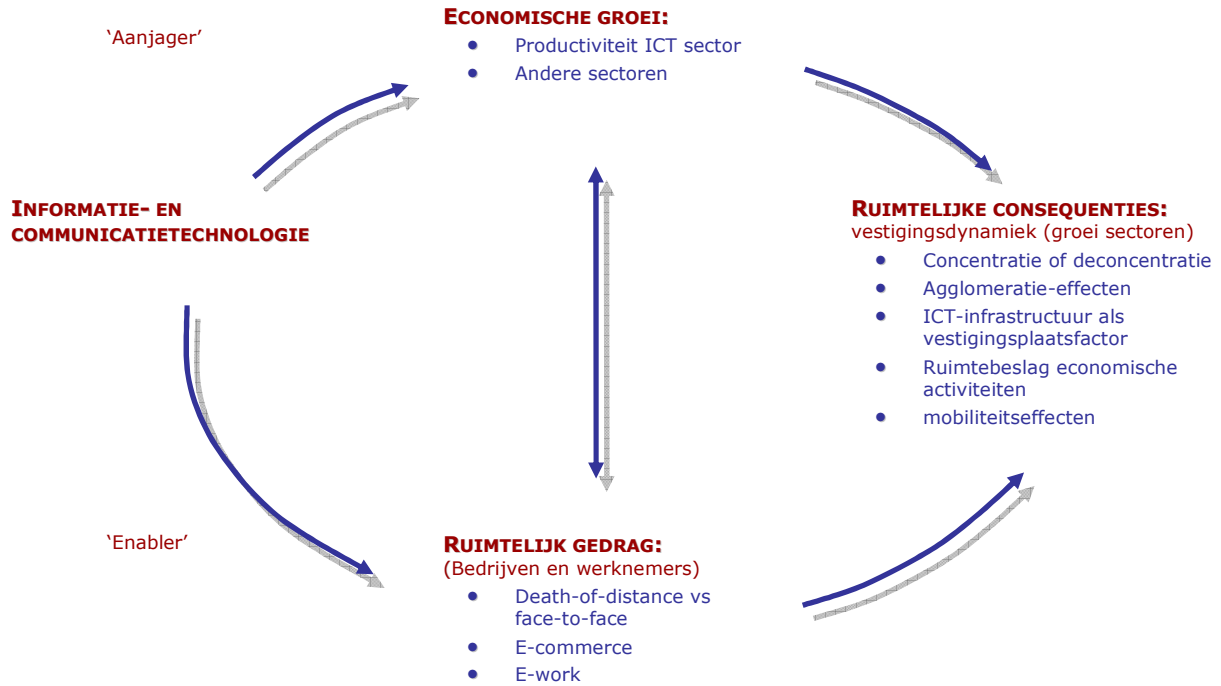 'Aanjager'
ECONOMISCHE GROEI:
• Productiviteit ICT sector
• Andere sectoren
INFORMATIE- EN
COMMUNICATIETECHNOLOGIE
RUIMTELIJKE CONSEQUENTIES:
vestigingsdynamiek (groei sectoren)
• Concentratie of deconcentratie
• Agglomeratie-effecten
• ICT-infrastructuur als
vestigingsplaatsfactor
• Ruimtebeslag economische
activiteiten
• mobiliteitseffecten
'Enabler'
RUIMTELIJK GEDRAG:
(Bedrijven en werknemers)
• Death-of-distance vs
face-to-face
• E-commerce
• E-work